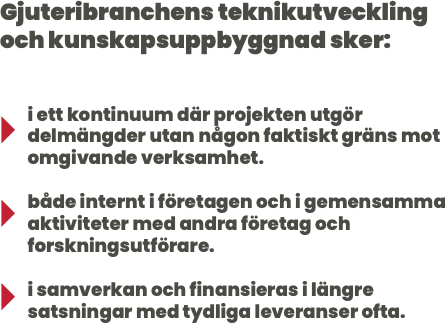 Gjuteribranchens teknikutveckling
och kunskapsuppbyggnad sker:
i ett kontinuum där projekten utgör
delmängder utan någon faktiskt gräns mot
omgivande verksamhet.
både internt i företagen och i gemensamma
aktiviteter med andra företag och
forskningsutförare.
i samverkan och finansieras i längre
satsningar med tydliga leveranser ofta.